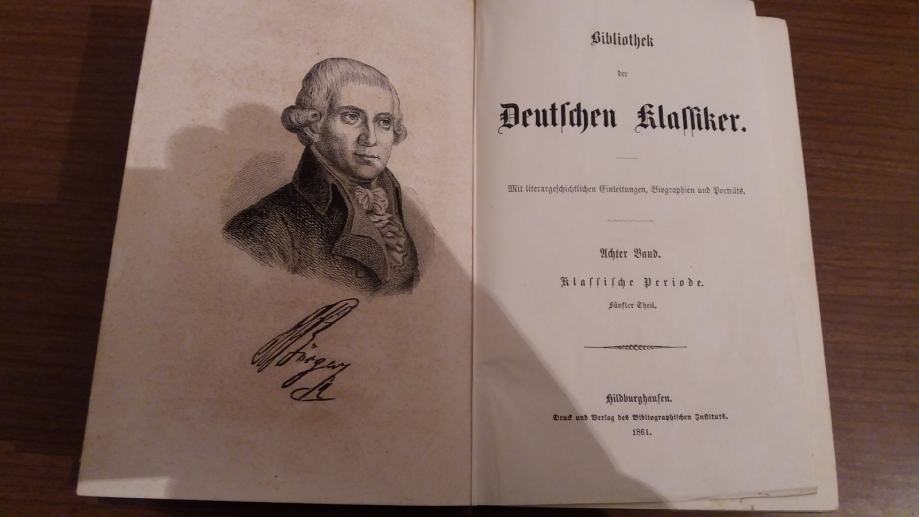 Bürger
Bibliothek
der
Deutſchen Klaſſiker.
Mit literargeſchichtlichen Einleitungen, Biographien und Porträts.
Achter Band.
Klaſſiſche Periode.
Fünfter Theil.
Hildburghauſen.
Druck und Verlag des Bibliographiſchen Inſtituts.
1861.